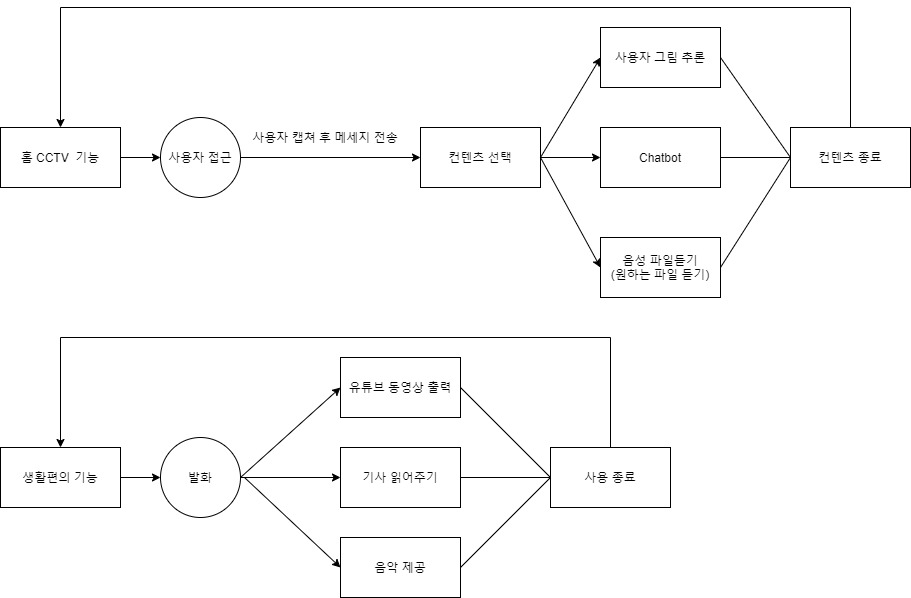 사용자 그림 추론
홈 CCTV 기능
사용자 접근
사용자 캡쳐 후 메세지 전송
컨텐츠 선택
Chatbot
컨텐츠 종료
음성 파일듣기
(원하는 파일 듣기)
유튜브 동영상 출력
생활편의 기능
발화
기사 읽어주기
사용 종료
음악 제공